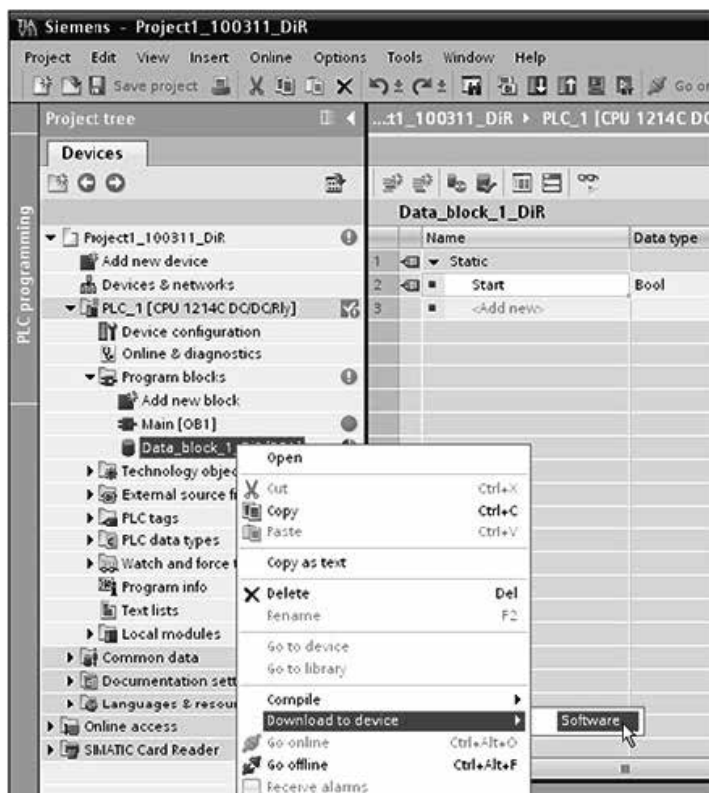 Siemens - Project1_100311_DiR
Project Edit View Insert Online Options Tools Window Help
Save project Go or
Project tree
...t1_100311_DiR ▸ PLC_1 [CPU 1214C DC
Devices
PLC programming
Data_block_1_DiR
Name Data type
Project1_100311_DiR
1 Static
Add new device
2 Start Bool
Devices & networks
3 <Add new>
PLC_1 [CPU 1214C DC/DC/Rly]
Device configuration
Online & diagnostics
Program blocks
Add new block
Main [OB1]
Data_block_1
Technology objec
External source f
PLC tags
PLC data types
Watch and force t
Program info
Text lists
Local modules
Common data
Documentation sett
Languages & resour
Online access
SIMATIC Card Reader
Open
Cut Ctrl+X
Copy Ctrl+C
Paste Ctrl+V
Copy as text
Delete Del
Rename F2
Go to device
Go to library
Compile
Download to device
Software
Go online Ctrl+Alt+O
Go offline Ctrl+Alt+F
Receive alarms